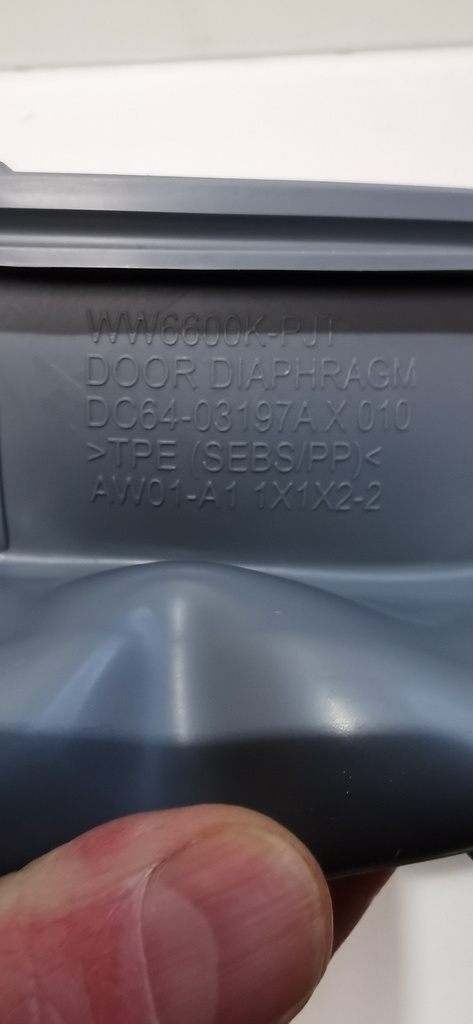 WW6600K-PJT
DOOR DIAPHRAGM
DC64-03197A X 010
>TPE (SEBS/PP)<
AW01-A1 1X1X2-2